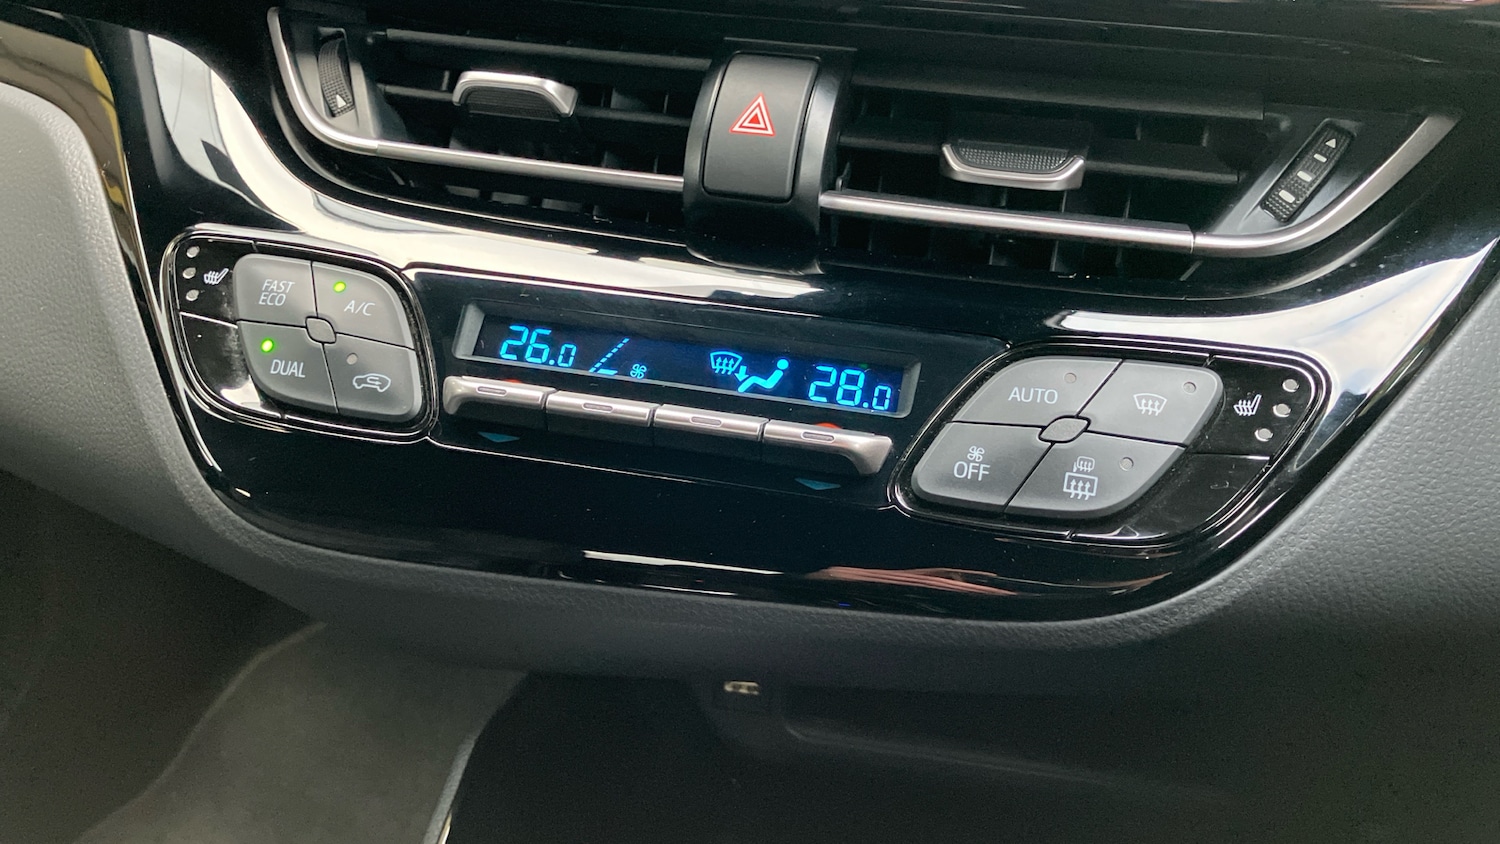 FAST
ECO
A/C
DUAL
26.0
28.0
AUTO
OFF